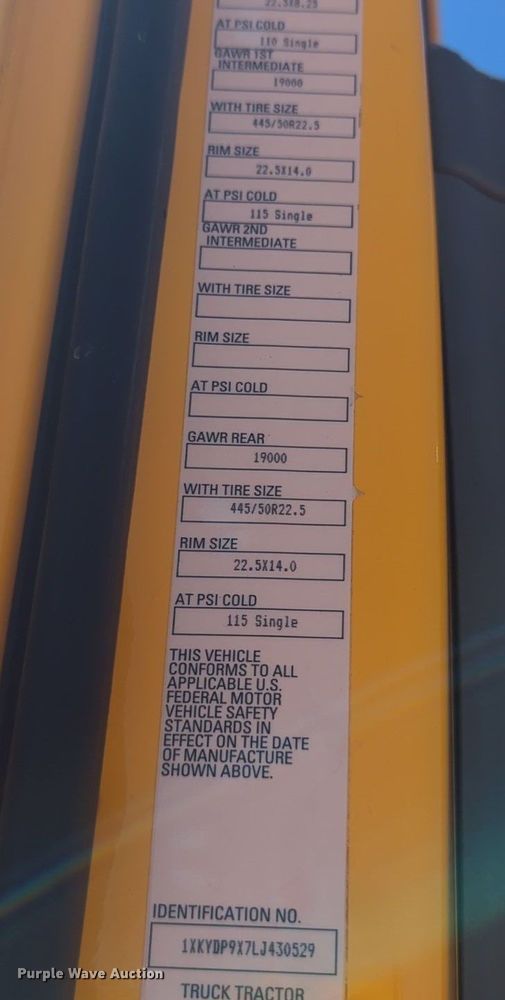 22.5X8.25
AT PSI COLD
110 Single
GAWR 1ST
INTERMEDIATE
19000
WITH TIRE SIZE
445/50R22.5
RIM SIZE
22.5X14.0
AT PSI COLD
115 Single
GAWR 2ND
INTERMEDIATE
WITH TIRE SIZE
RIM SIZE
AT PSI COLD
GAWR REAR
19000
WITH TIRE SIZE
445/50R22.5
RIM SIZE
22.5X14.0
AT PSI COLD
115 Single
THIS VEHICLE
CONFORMS TO ALL
APPLICABLE U.S.
FEDERAL MOTOR
VEHICLE SAFETY
STANDARDS IN
EFFECT ON THE DATE
OF MANUFACTURE
SHOWN ABOVE.
IDENTIFICATION NO.
1XKYDP9X7LJ430529
TRUCK TRACTOR
Purple Wave Auction